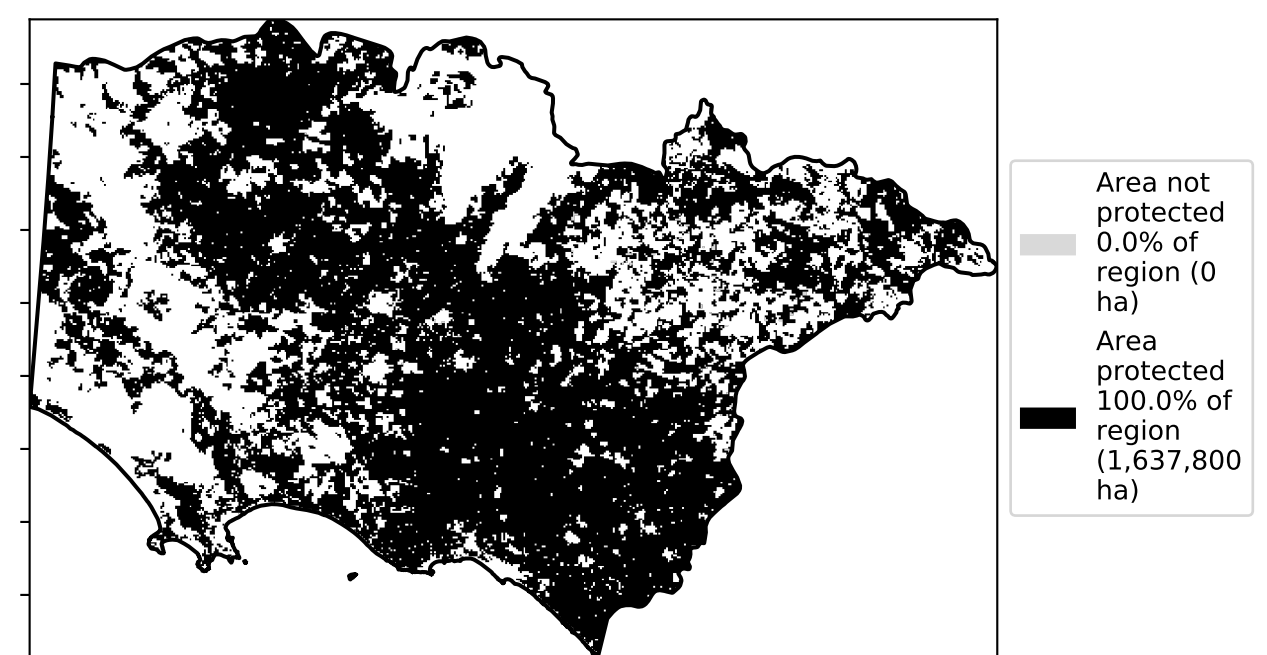 Area not
protected
0.0% of
region (0
ha)
Area
protected
100.0% of
region
(1,637,800
ha)